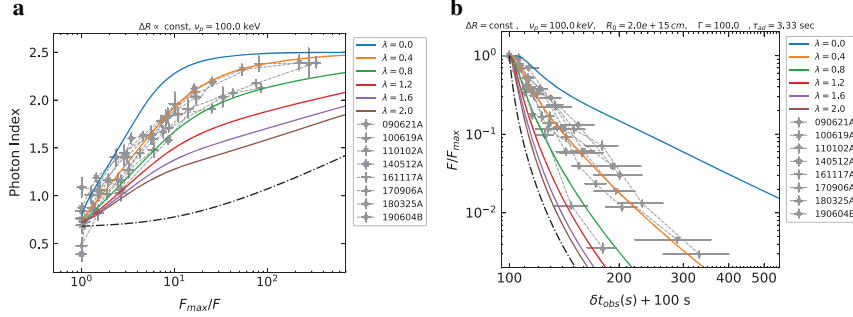 a
ΔR ∝ const, ν_p = 100.0 keV
Photon Index
2.5
2.0
1.5
1.0
0.5
10^0
10^1
10^2
F_max/F
λ = 0.0
λ = 0.4
λ = 0.8
λ = 1.2
λ = 1.6
λ = 2.0
090621A
100619A
110102A
140512A
161117A
170906A
180325A
190604B
b
ΔR = const , ν_p = 100.0 keV, R_0 = 2.0e + 15 cm, Γ = 100.0 , τ_ad = 3.33 sec
F/F_max
10^0
10^-1
10^-2
100
200
300
400
500
δt_obs(s) + 100 s
λ = 0.0
λ = 0.4
λ = 0.8
λ = 1.2
λ = 1.6
λ = 2.0
090621A
100619A
110102A
140512A
161117A
170906A
180325A
190604B